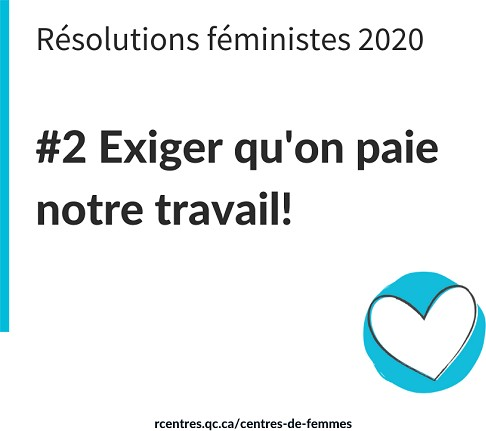 Résolutions féministes 2020
#2 Exiger qu'on paie
notre travail!
rcentres.qc.ca/centres-de-femmes